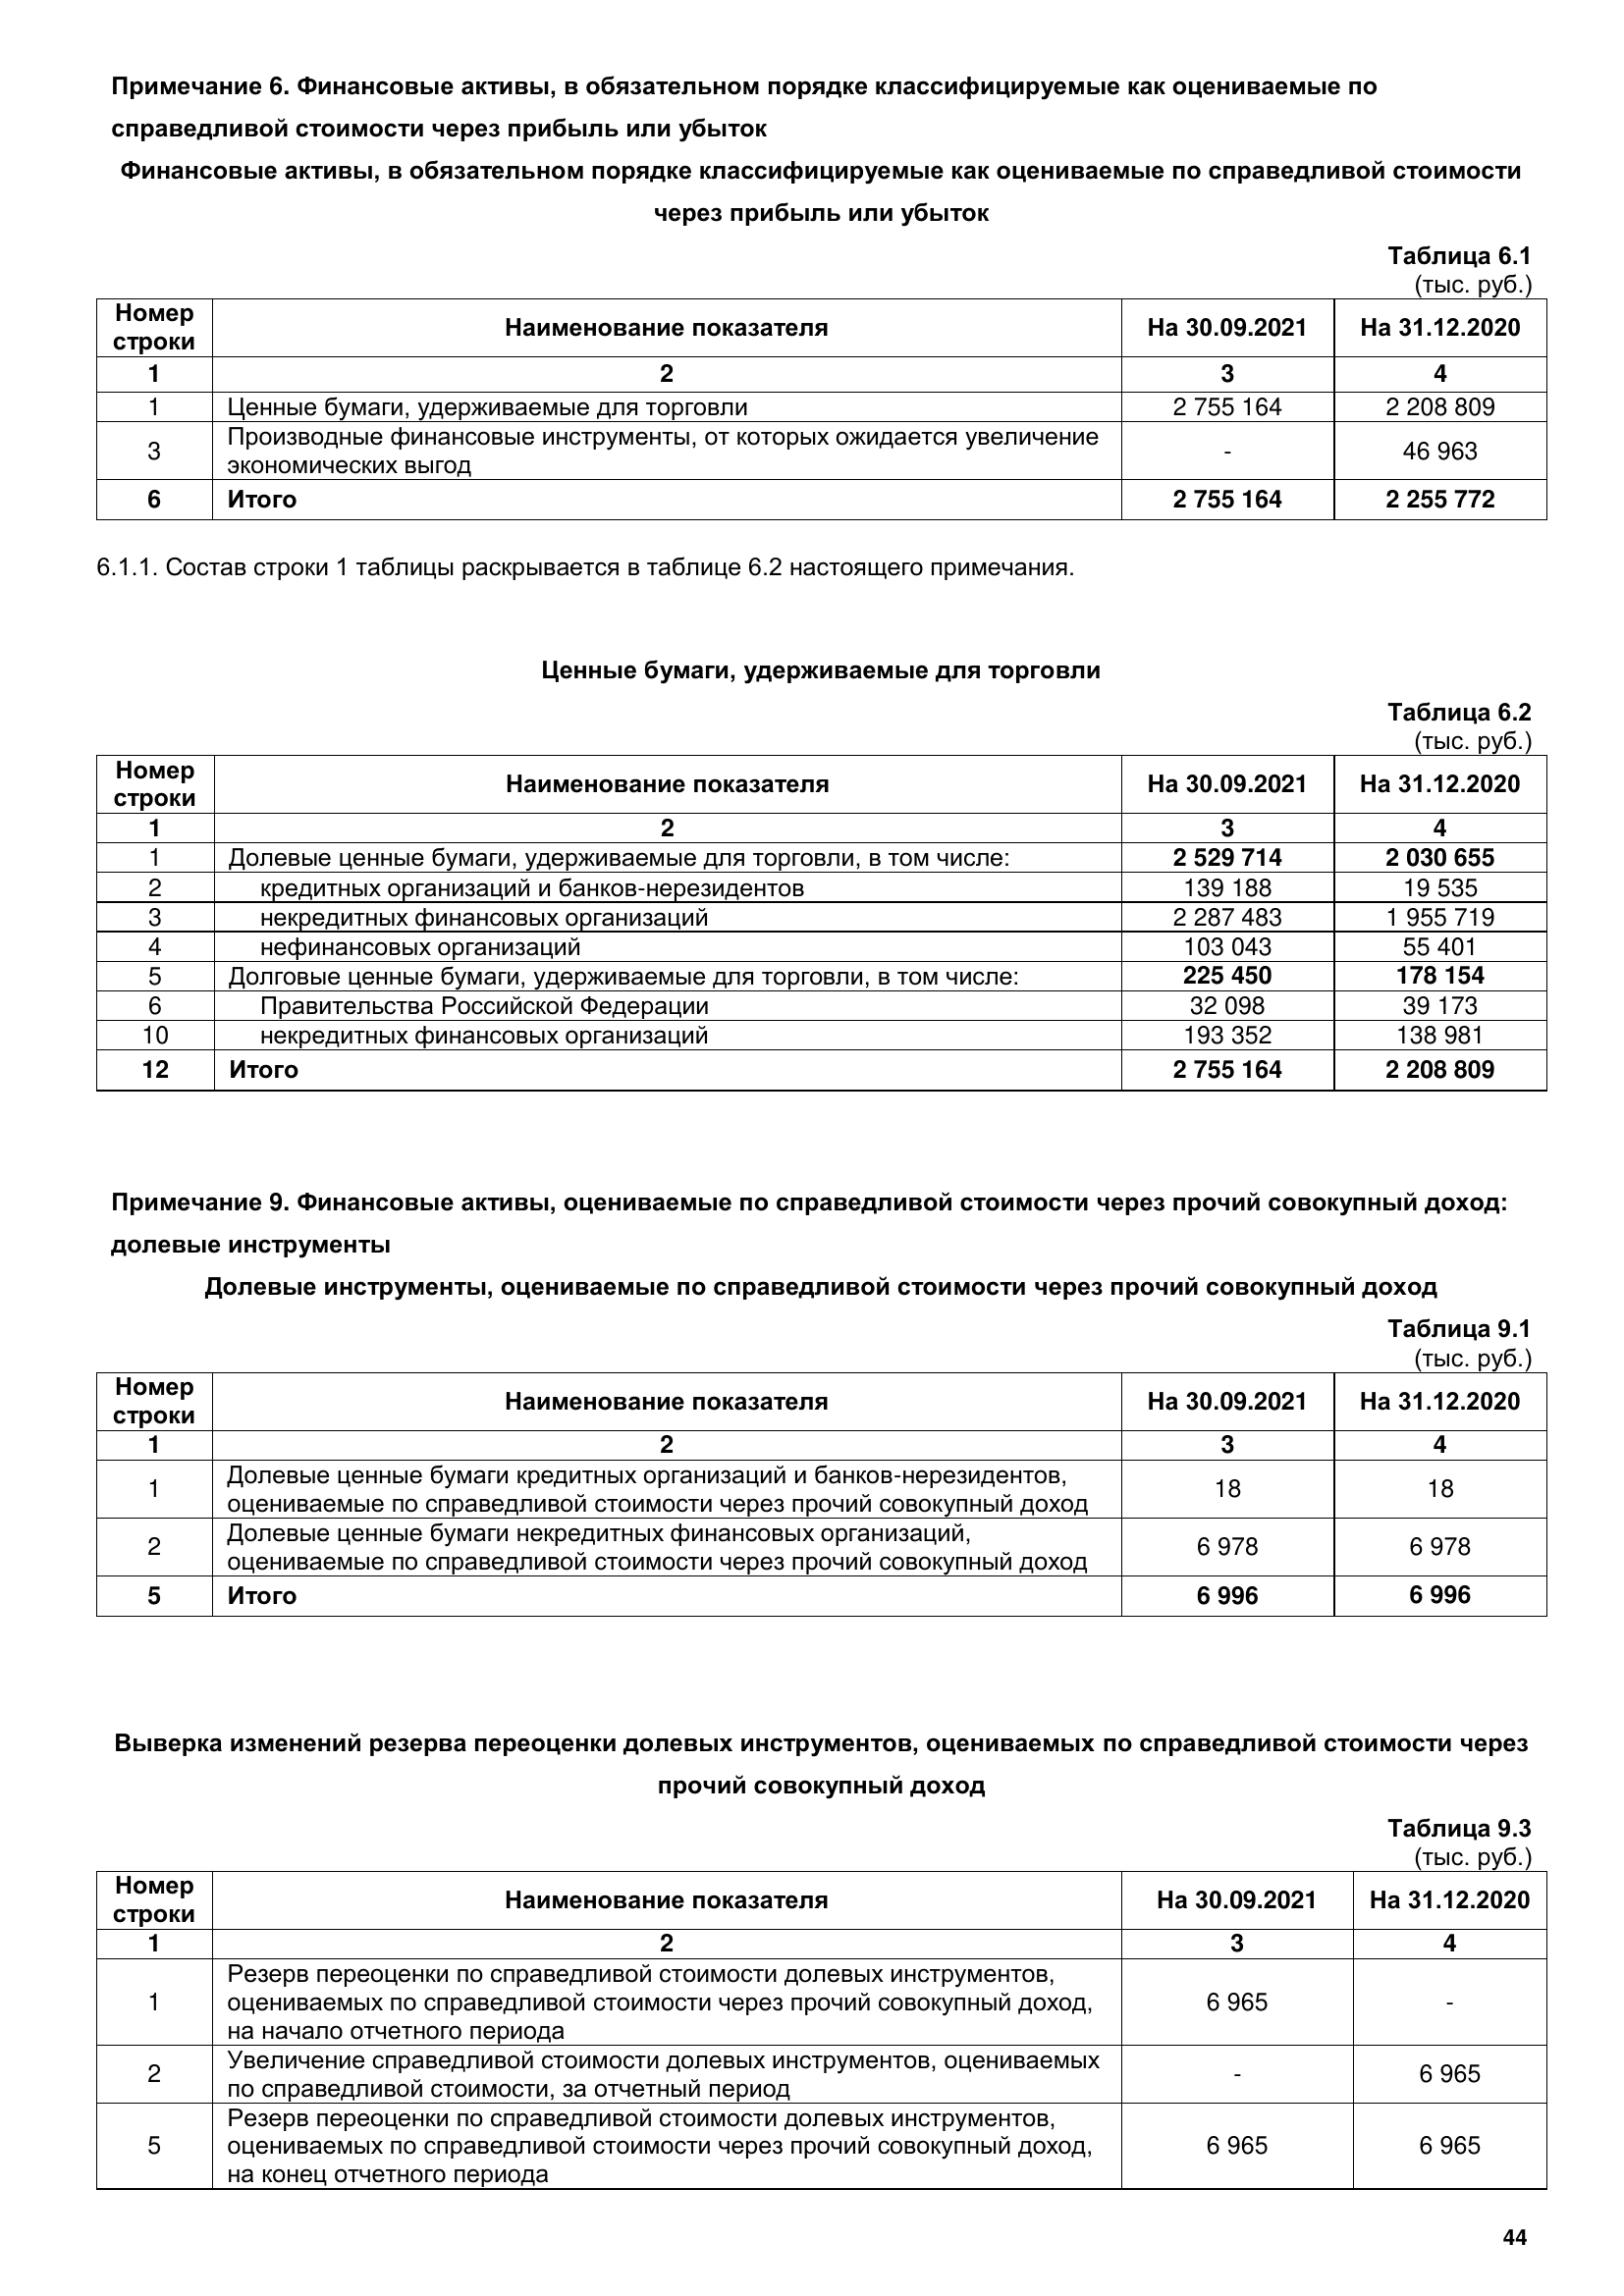 Примечание 6. Финансовые активы, в обязательном порядке классифицируемые как оцениваемые по
справедливой стоимости через прибыль или убыток
Финансовые активы, в обязательном порядке классифицируемые как оцениваемые по справедливой стоимости
через прибыль или убыток
Таблица 6.1
(тыс. руб.)
Номер строки | Наименование показателя | На 30.09.2021 | На 31.12.2020
1 | 2 | 3 | 4
1 | Ценные бумаги, удерживаемые для торговли | 2 755 164 | 2 208 809
3 | Производные финансовые инструменты, от которых ожидается увеличение
экономических выгод | - | 46 963
6 | Итого | 2 755 164 | 2 255 772
6.1.1. Состав строки 1 таблицы раскрывается в таблице 6.2 настоящего примечания.
Ценные бумаги, удерживаемые для торговли
Таблица 6.2
(тыс. руб.)
Номер строки | Наименование показателя | На 30.09.2021 | На 31.12.2020
1 | 2 | 3 | 4
1 | Долевые ценные бумаги, удерживаемые для торговли, в том числе: | 2 529 714 | 2 030 655
2 | кредитных организаций и банков-нерезидентов | 139 188 | 19 535
3 | некредитных финансовых организаций | 2 287 483 | 1 955 719
4 | нефинансовых организаций | 103 043 | 55 401
5 | Долговые ценные бумаги, удерживаемые для торговли, в том числе: | 225 450 | 178 154
6 | Правительства Российской Федерации | 32 098 | 39 173
10 | некредитных финансовых организаций | 193 352 | 138 981
12 | Итого | 2 755 164 | 2 208 809
Примечание 9. Финансовые активы, оцениваемые по справедливой стоимости через прочий совокупный доход:
долевые инструменты
Долевые инструменты, оцениваемые по справедливой стоимости через прочий совокупный доход
Таблица 9.1
(тыс. руб.)
Номер строки | Наименование показателя | На 30.09.2021 | На 31.12.2020
1 | 2 | 3 | 4
1 | Долевые ценные бумаги кредитных организаций и банков-нерезидентов,
оцениваемые по справедливой стоимости через прочий совокупный доход | 18 | 18
2 | Долевые ценные бумаги некредитных финансовых организаций,
оцениваемые по справедливой стоимости через прочий совокупный доход | 6 978 | 6 978
5 | Итого | 6 996 | 6 996
Выверка изменений резерва переоценки долевых инструментов, оцениваемых по справедливой стоимости через
прочий совокупный доход
Таблица 9.3
(тыс. руб.)
Номер строки | Наименование показателя | На 30.09.2021 | На 31.12.2020
1 | 2 | 3 | 4
1 | Резерв переоценки по справедливой стоимости долевых инструментов,
оцениваемых по справедливой стоимости через прочий совокупный доход,
на начало отчетного периода | 6 965 | -
2 | Увеличение справедливой стоимости долевых инструментов, оцениваемых
по справедливой стоимости, за отчетный период | - | 6 965
5 | Резерв переоценки по справедливой стоимости долевых инструментов,
оцениваемых по справедливой стоимости через прочий совокупный доход,
на конец отчетного периода | 6 965 | 6 965
44